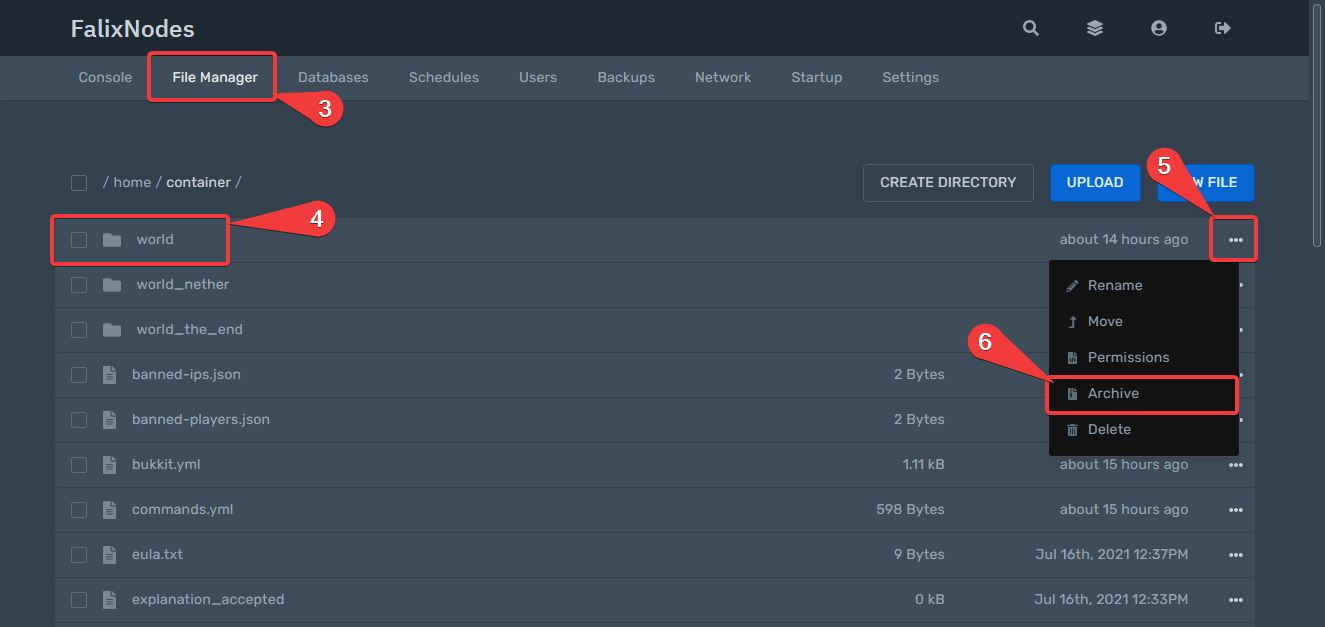 FalixNodes
Console File Manager Databases Schedules Users Backups Network Startup Settings
3
/ home / container /
CREATE DIRECTORY UPLOAD FILE
5
4
world about 14 hours ago
world_nether
Rename
Move
world_the_end
6
Permissions
banned-ips.json 2 Bytes
Archive
banned-players.json 2 Bytes
Delete
bukkit.yml 1.11 kB about 15 hours ago
commands.yml 598 Bytes about 15 hours ago
eula.txt 9 Bytes Jul 16th, 2021 12:37PM
explanation_accepted 0 kB Jul 16th, 2021 12:33PM